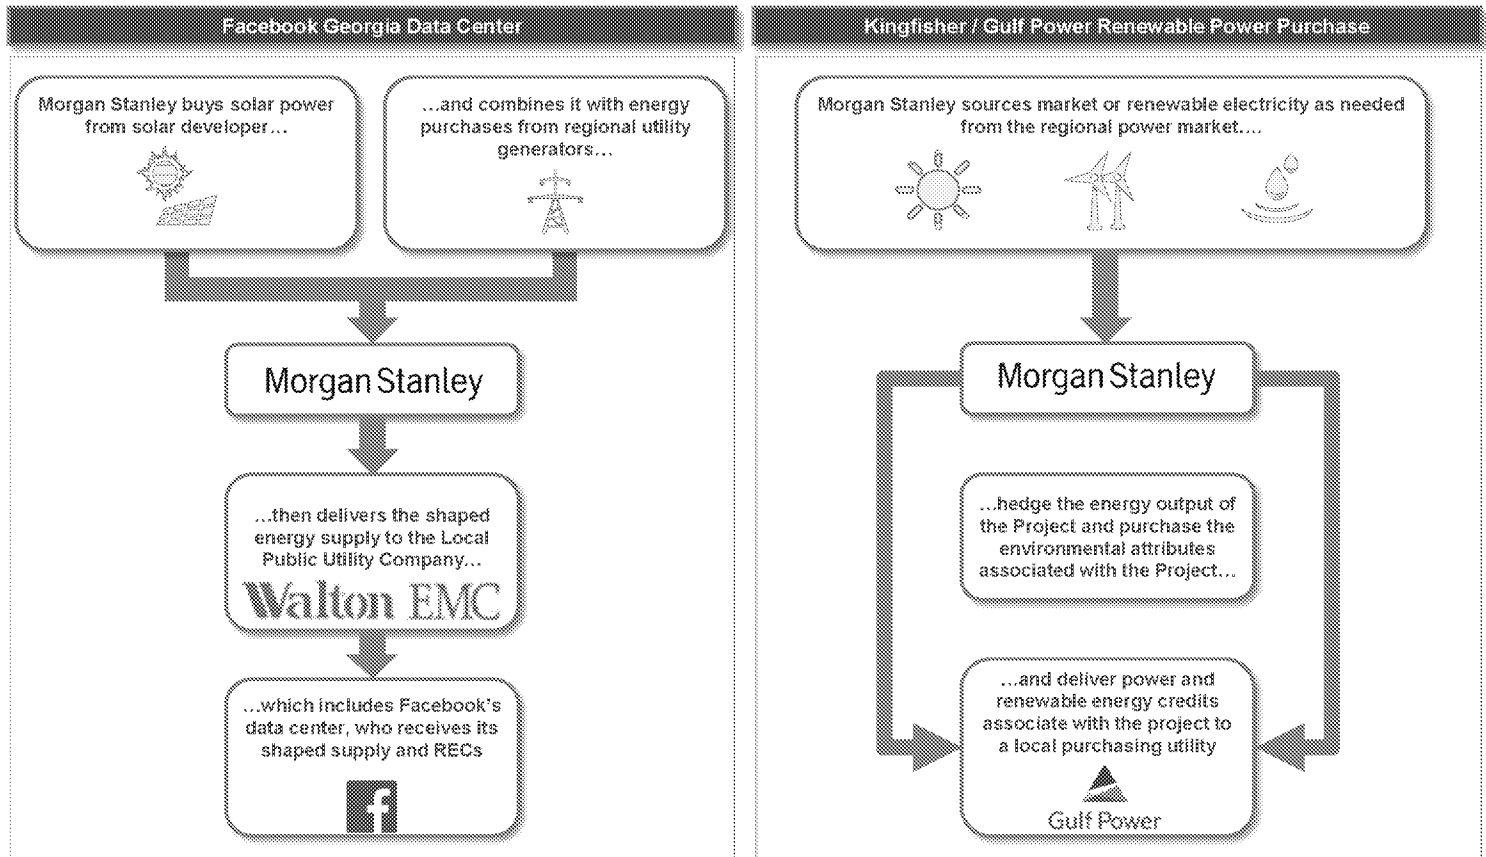 Facebook Georgia Data Center
Morgan Stanley buys solar power
from solar developer...
...and combines it with energy
purchases from regional utility
generators...
Morgan Stanley
...then delivers the shaped
energy supply to the Local
Public Utility Company...
Walton EMC
...which includes Facebook's
data center, who receives its
shaped supply and RECs
f
Kingfisher / Gulf Power Renewable Power Purchase
Morgan Stanley sources market or renewable electricity as needed
from the regional power market....
Morgan Stanley
...hedge the energy output of
the Project and purchase the
environmental attributes
associated with the Project...
...and deliver power and
renewable energy credits
associate with the project to
a local purchasing utility
Gulf Power